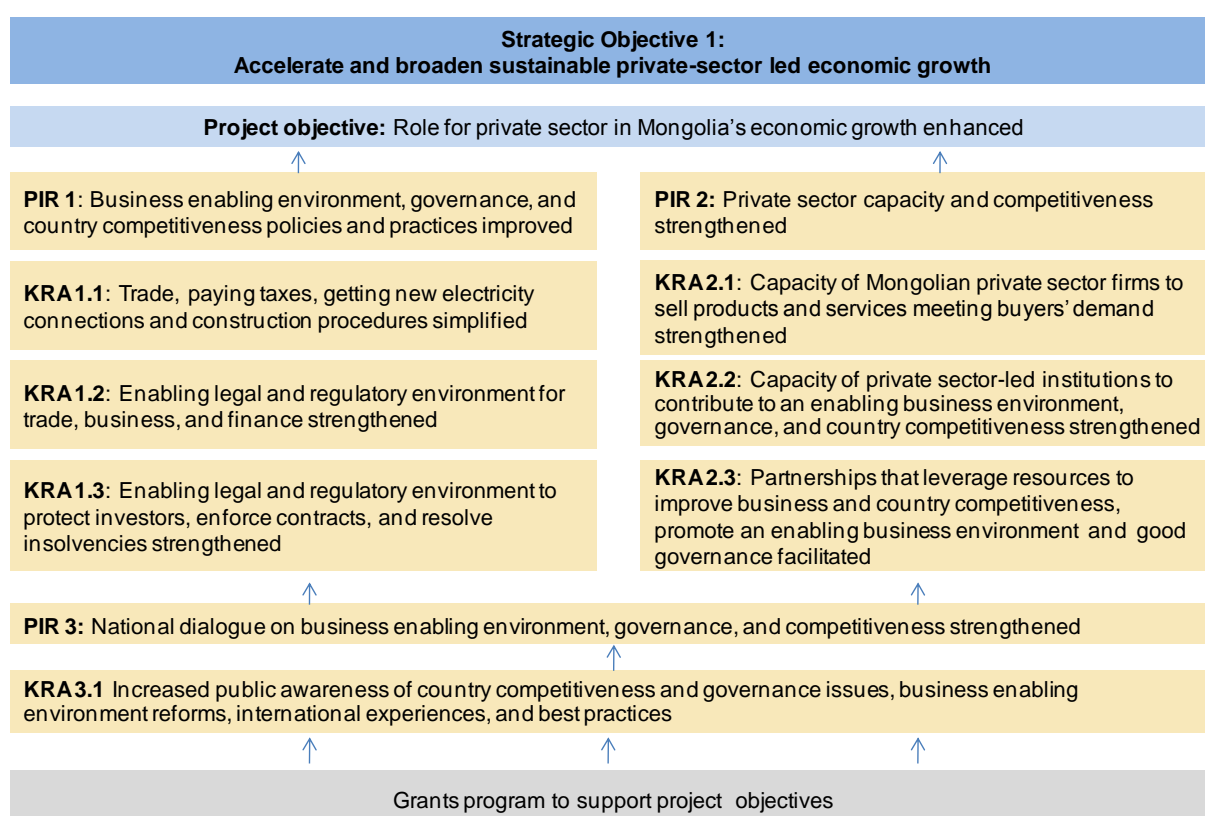 Strategic Objective 1:
Accelerate and broaden sustainable private-sector led economic growth
Project objective: Role for private sector in Mongolia's economic growth enhanced
PIR 1: Business enabling environment, governance, and
country competitiveness policies and practices improved
KRA1.1: Trade, paying taxes, getting new electricity
connections and construction procedures simplified
KRA1.2: Enabling legal and regulatory environment for
trade, business, and finance strengthened
KRA1.3: Enabling legal and regulatory environment to
protect investors, enforce contracts, and resolve
insolvencies strengthened
PIR 2: Private sector capacity and competitiveness
strengthened
KRA2.1: Capacity of Mongolian private sector firms to
sell products and services meeting buyers' demand
strengthened
KRA2.2: Capacity of private sector-led institutions to
contribute to an enabling business environment,
governance, and country competitiveness strengthened
KRA2.3: Partnerships that leverage resources to
improve business and country competitiveness,
promote an enabling business environment and good
governance facilitated
PIR 3: National dialogue on business enabling environment, governance, and competitiveness strengthened
KRA3.1 Increased public awareness of country competitiveness and governance issues, business enabling
environment reforms, international experiences, and best practices
Grants program to support project objectives